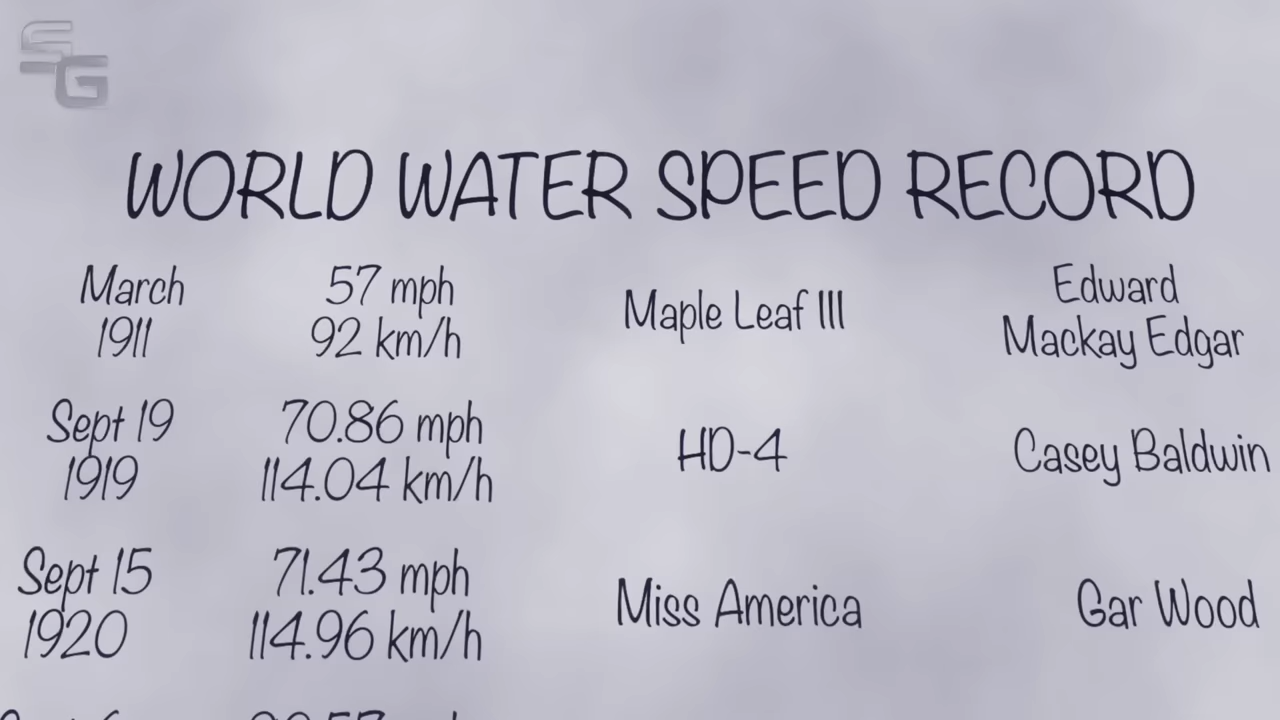 SG
WORLD WATER SPEED RECORD
March 1911
57 mph
92 km/h
Maple Leaf III
Edward Mackay Edgar
Sept 19 1919
70.86 mph
114.04 km/h
HD-4
Casey Baldwin
Sept 15 1920
71.43 mph
114.96 km/h
Miss America
Gar Wood